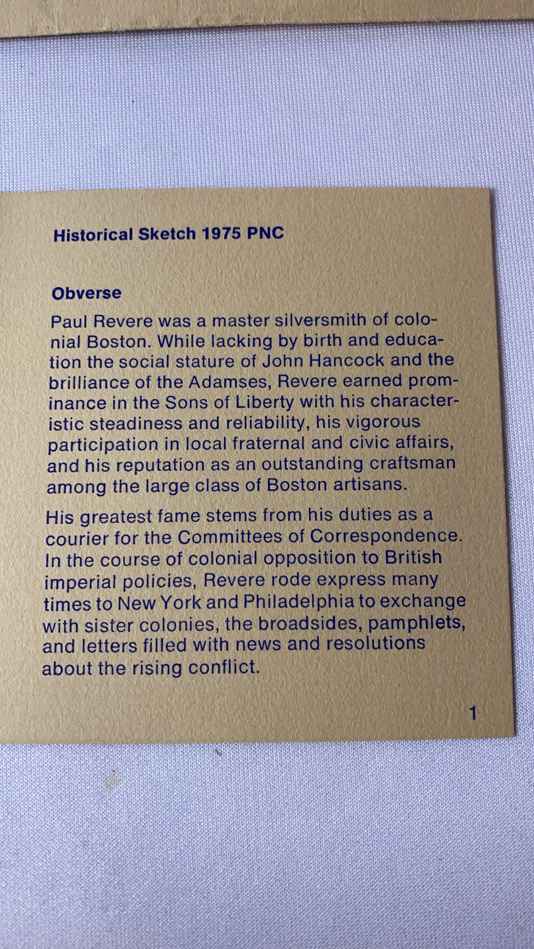 Historical Sketch 1975 PNC
Obverse
Paul Revere was a master silversmith of colo-
nial Boston. While lacking by birth and educa-
tion the social stature of John Hancock and the
brilliance of the Adamses, Revere earned prom-
inance in the Sons of Liberty with his character-
istic steadiness and reliability, his vigorous
participation in local fraternal and civic affairs,
and his reputation as an outstanding craftsman
among the large class of Boston artisans.
His greatest fame stems from his duties as a
courier for the Committees of Correspondence.
In the course of colonial opposition to British
imperial policies, Revere rode express many
times to New York and Philadelphia to exchange
with sister colonies, the broadsides, pamphlets,
and letters filled with news and resolutions
about the rising conflict.
1